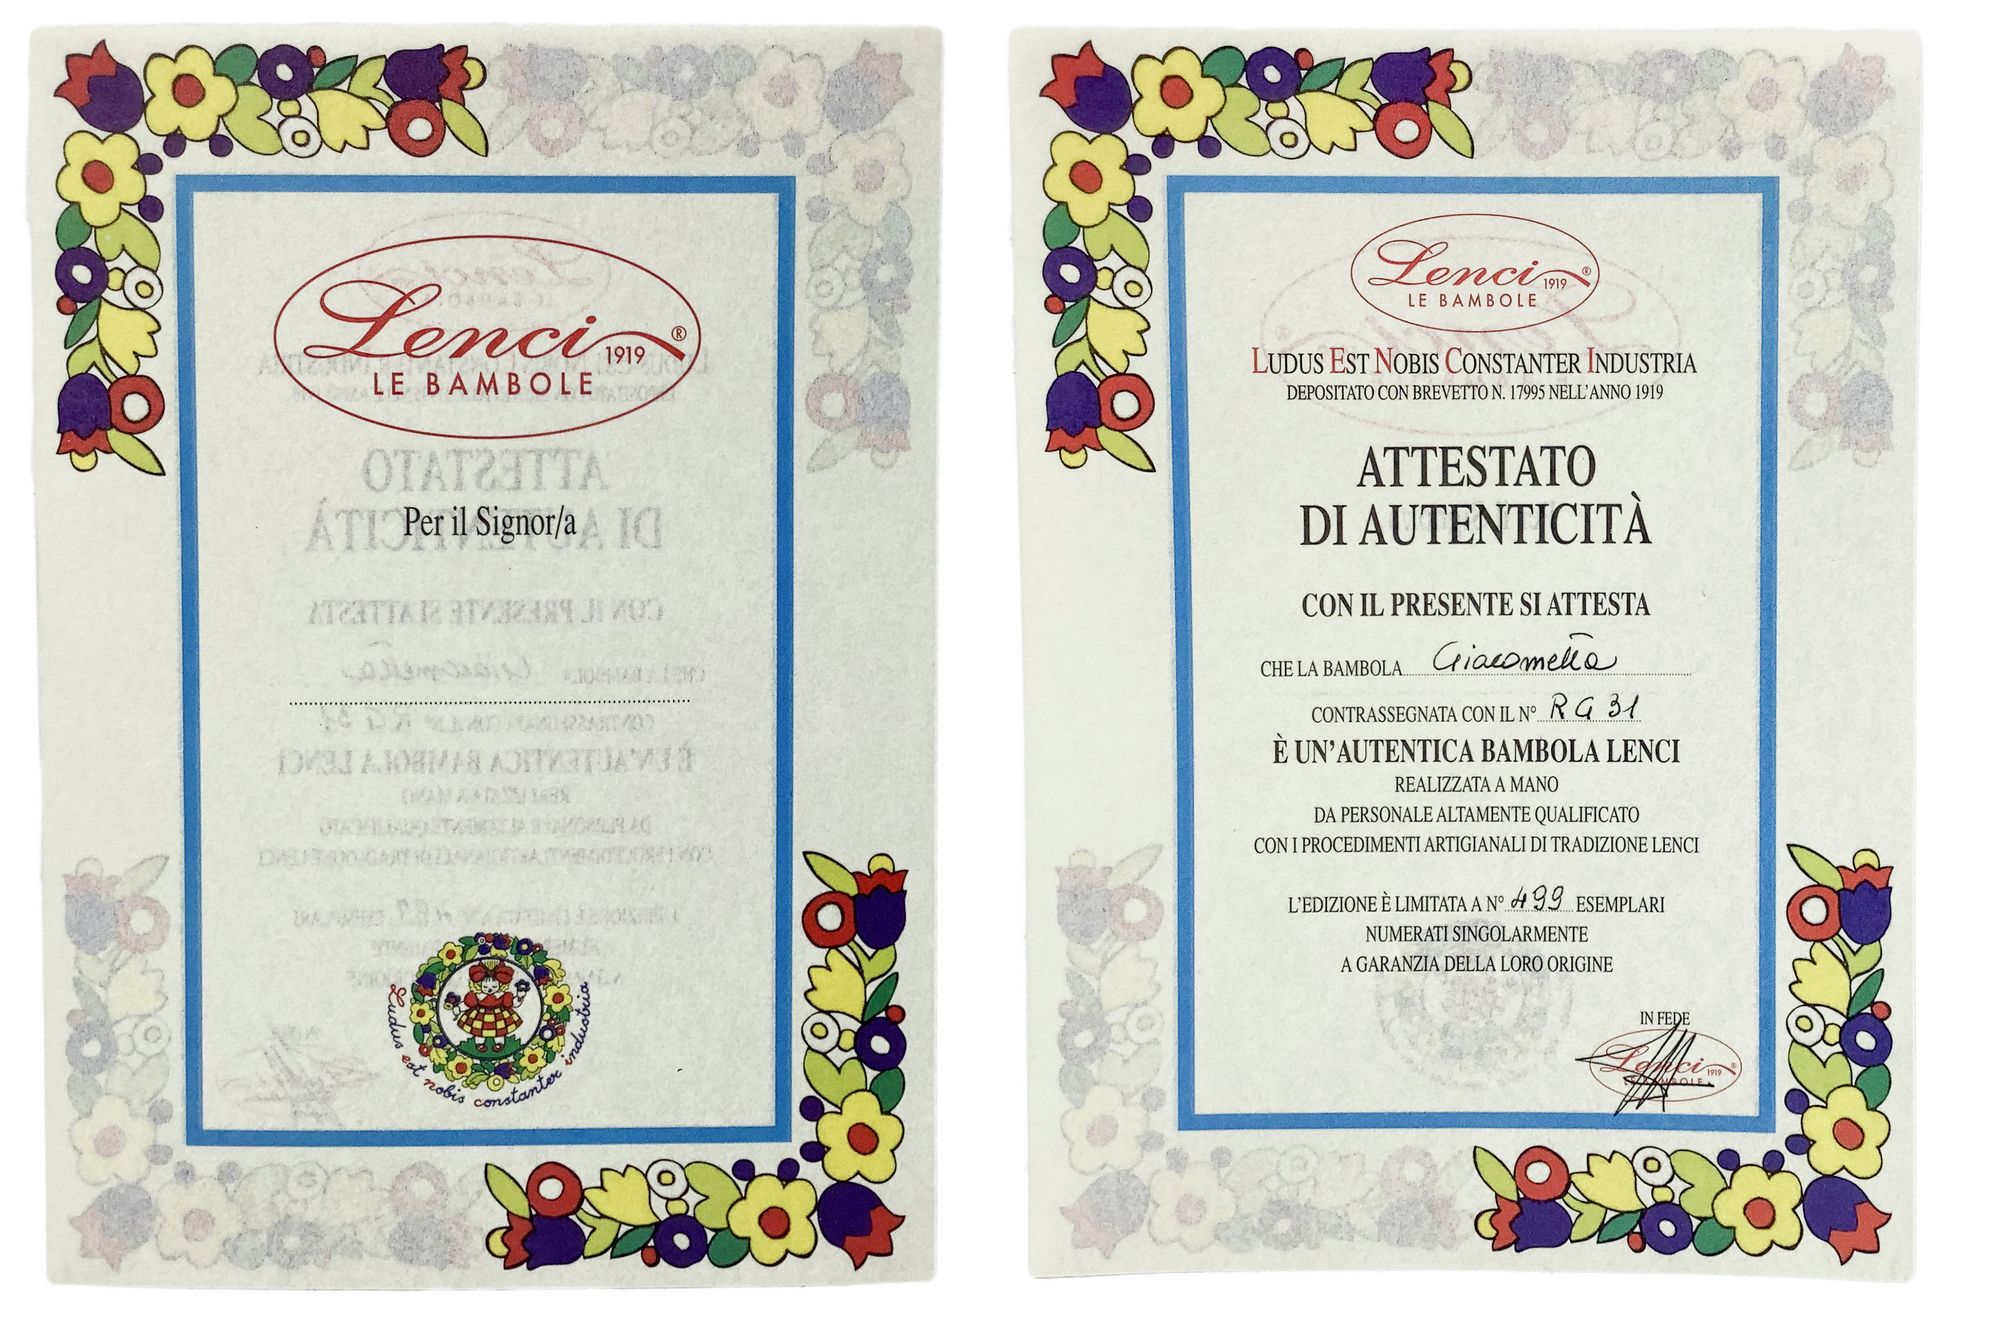 Lenci 1919 ®
LE BAMBOLE
Per il Signor/a
Ludus est nobis constanter industria
Lenci 1919 ®
LE BAMBOLE
LUDUS EST NOBIS CONSTANTER INDUSTRIA
DEPOSITATO CON BREVETTO N. 17995 NELL'ANNO 1919
ATTESTATO
DI AUTENTICITÀ
CON IL PRESENTE SI ATTESTA
CHE LA BAMBOLA Giacometta
CONTRASSEGNATA CON IL N° RG 31
È UN'AUTENTICA BAMBOLA LENCI
REALIZZATA A MANO
DA PERSONALE ALTAMENTE QUALIFICATO
CON I PROCEDIMENTI ARTIGIANALI DI TRADIZIONE LENCI
L'EDIZIONE È LIMITATA A N° 499 ESEMPLARI
NUMERATI SINGOLARMENTE
A GARANZIA DELLA LORO ORIGINE
IN FEDE
Lenci 1919 ®
LE BAMBOLE